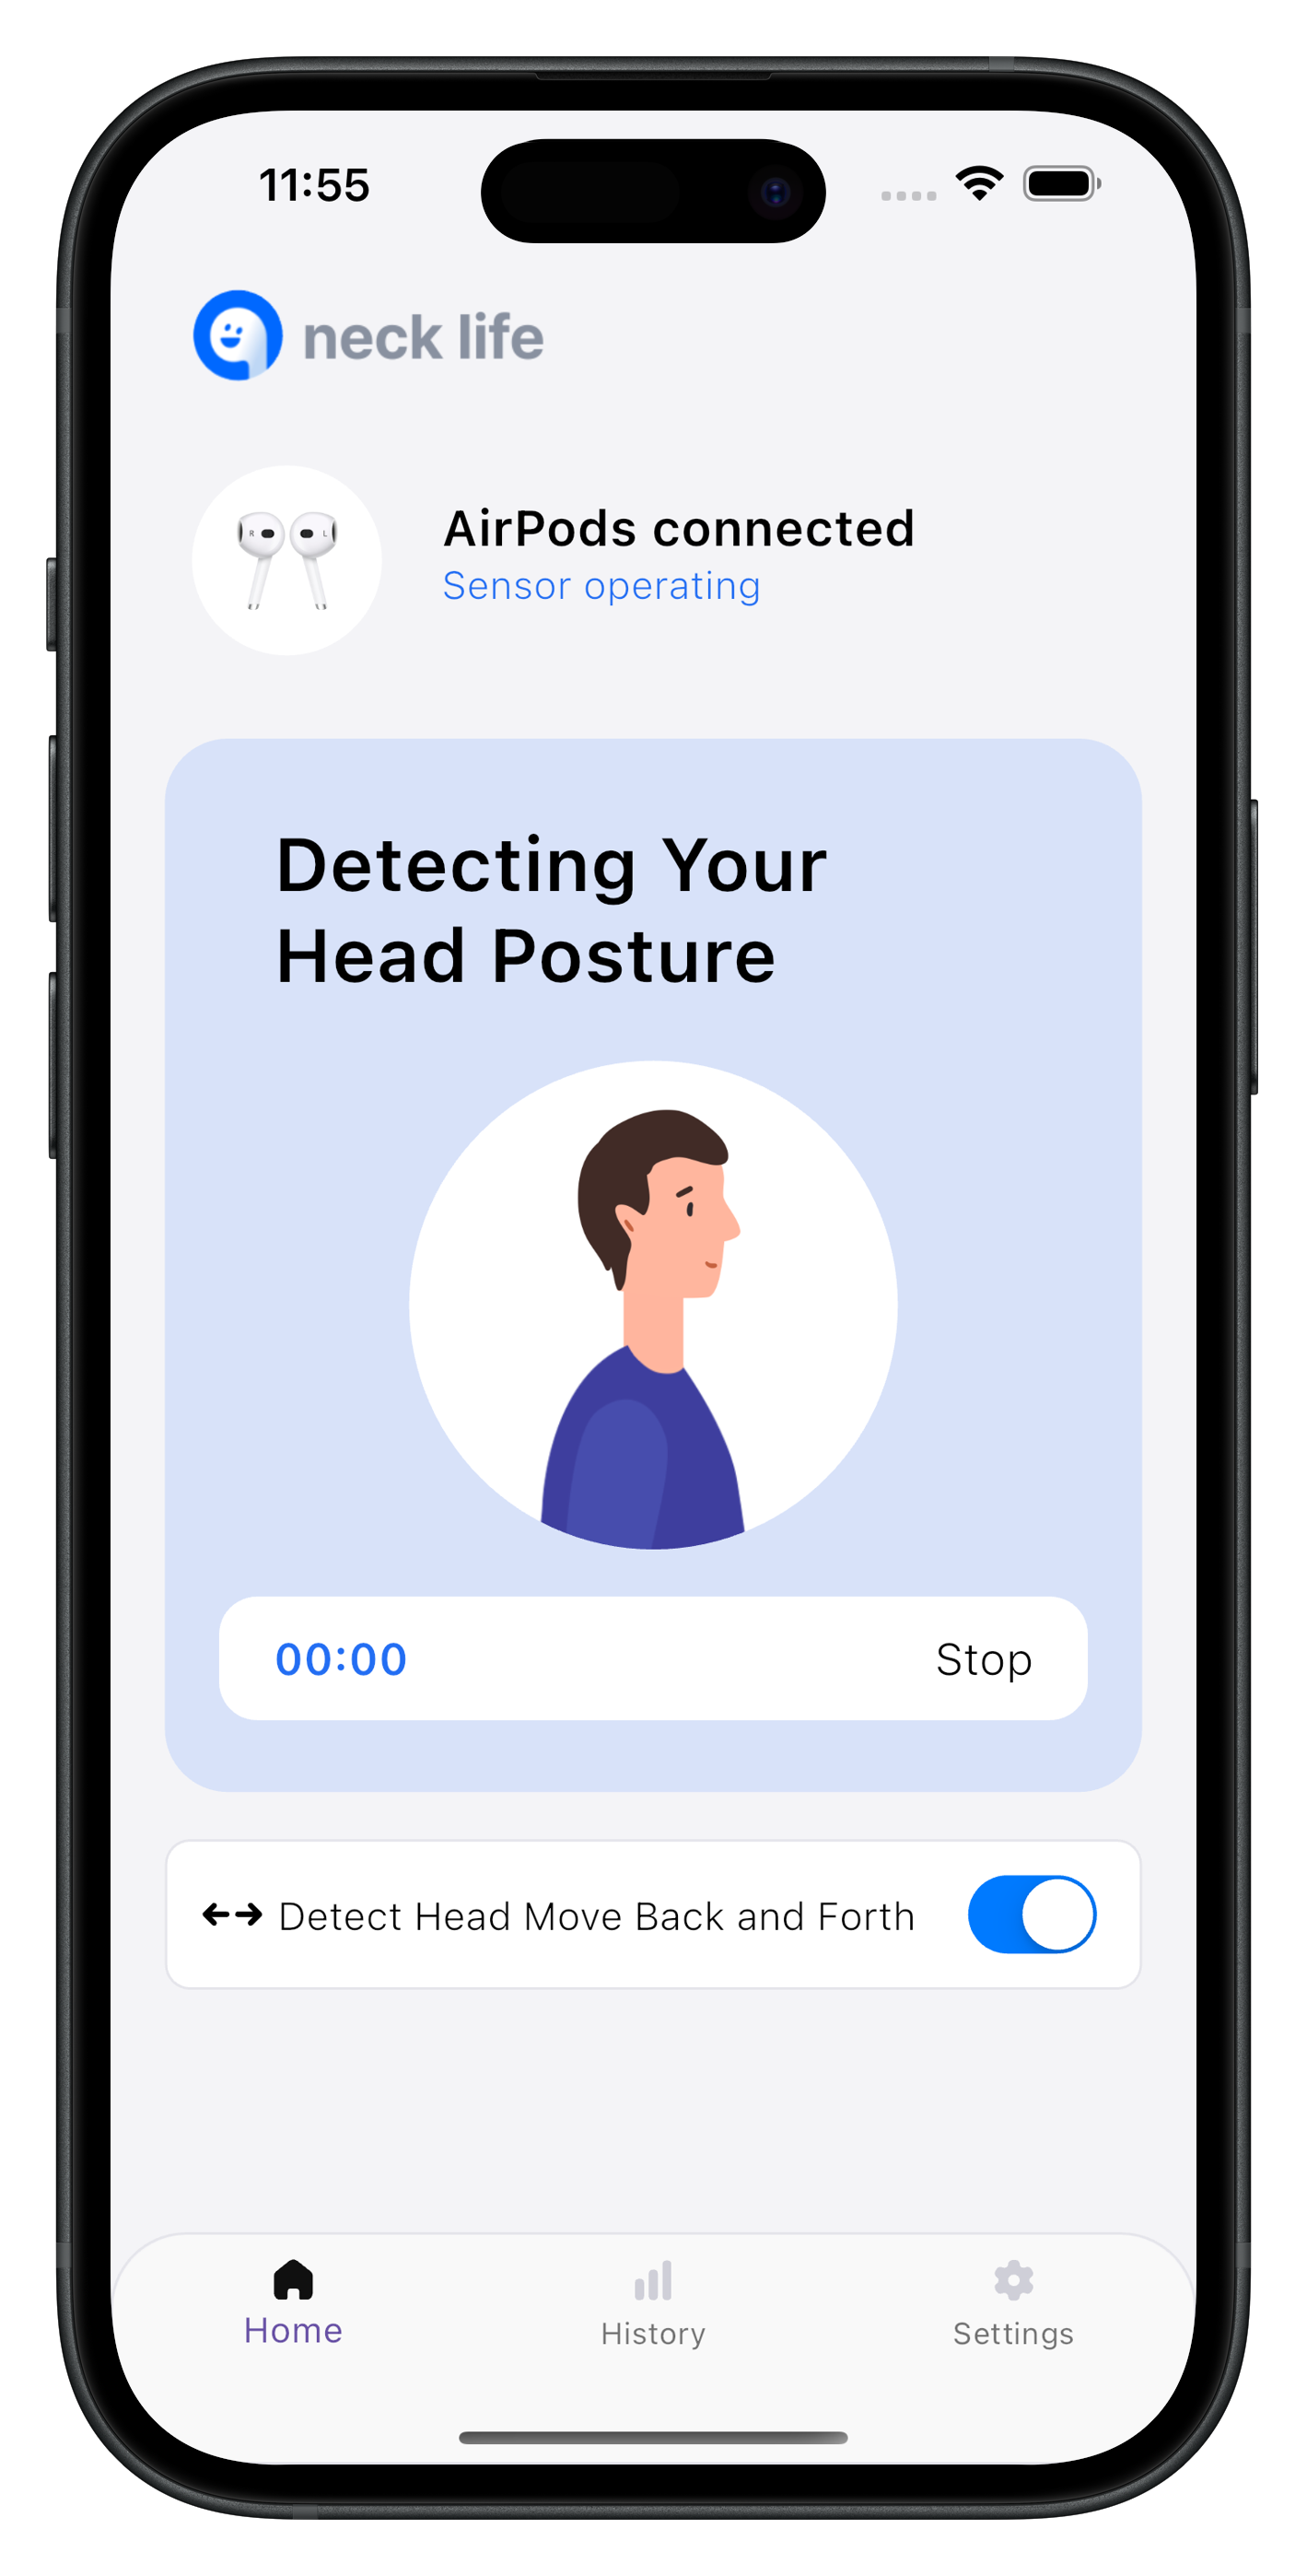 11:55
neck life
R L
AirPods connected
Sensor operating
Detecting Your
Head Posture
00:00 Stop
Detect Head Move Back and Forth
Home History Settings